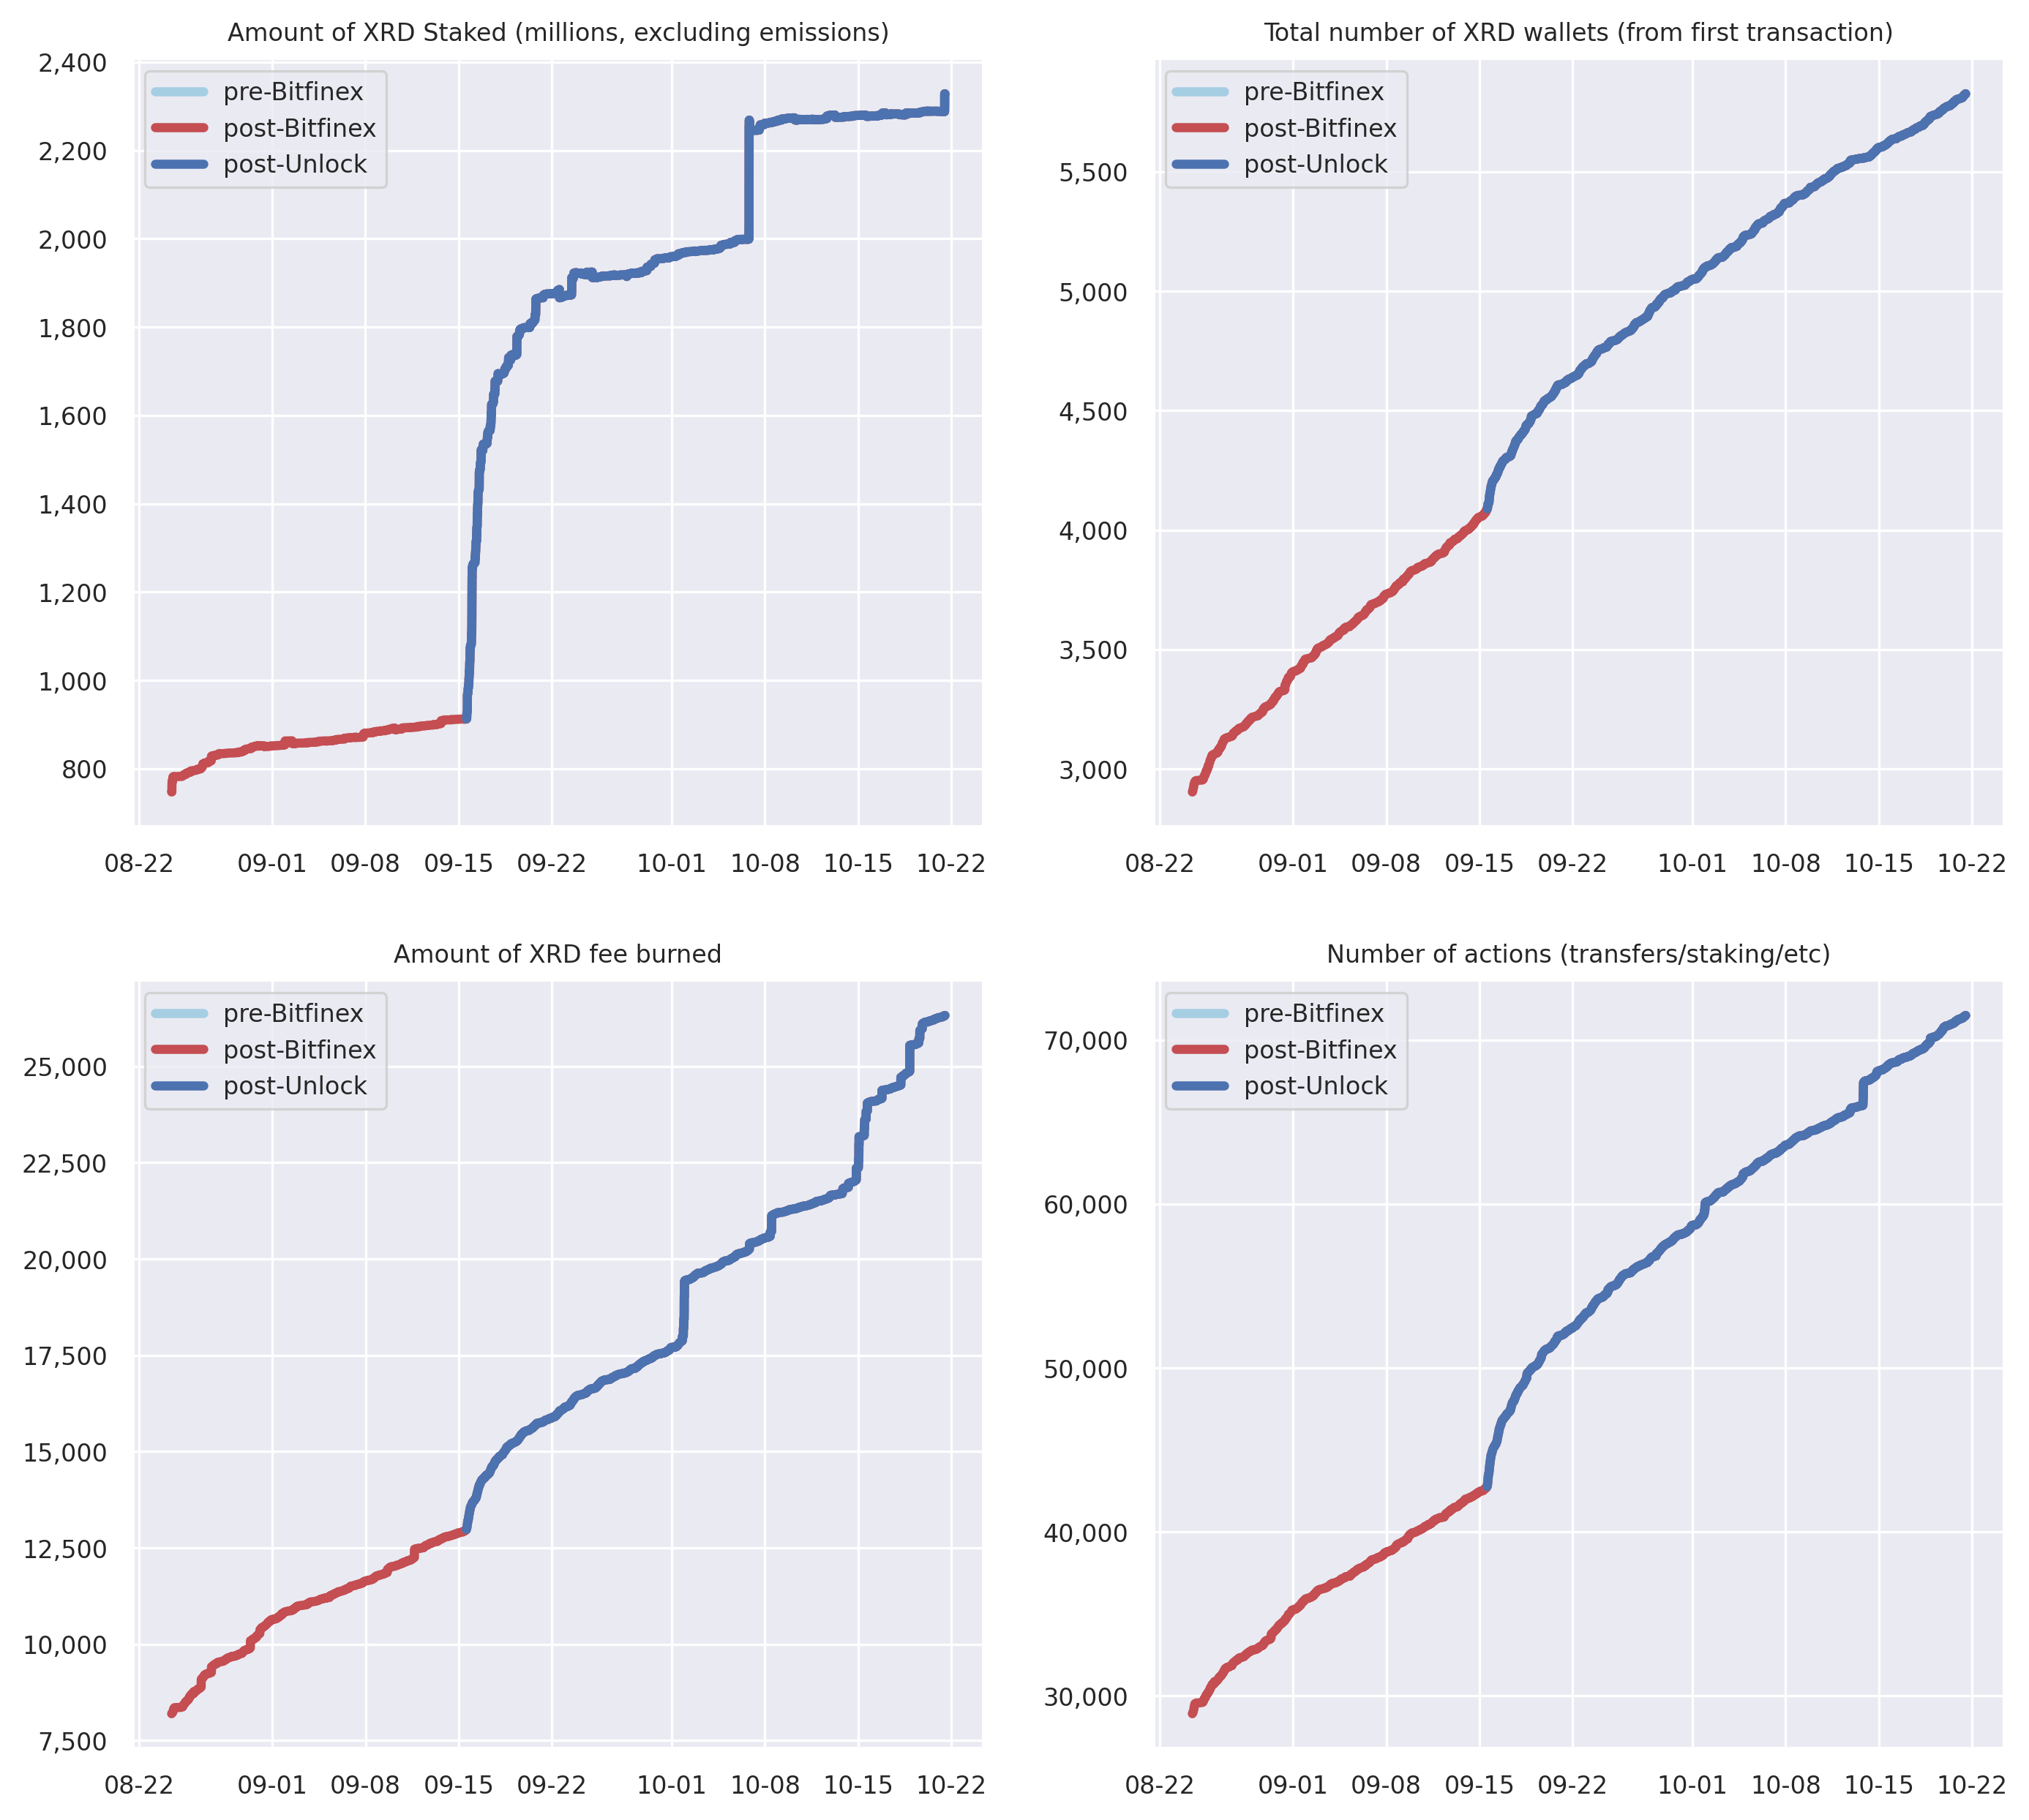 Amount of XRD Staked (millions, excluding emissions)
2,400
2,200
2,000
1,800
1,600
1,400
1,200
1,000
800
pre-Bitfinex
post-Bitfinex
post-Unlock
08-22 09-01 09-08 09-15 09-22 10-01 10-08 10-15 10-22
Total number of XRD wallets (from first transaction)
5,500
5,000
4,500
4,000
3,500
3,000
pre-Bitfinex
post-Bitfinex
post-Unlock
08-22 09-01 09-08 09-15 09-22 10-01 10-08 10-15 10-22
Amount of XRD fee burned
25,000
22,500
20,000
17,500
15,000
12,500
10,000
7,500
pre-Bitfinex
post-Bitfinex
post-Unlock
08-22 09-01 09-08 09-15 09-22 10-01 10-08 10-15 10-22
Number of actions (transfers/staking/etc)
70,000
60,000
50,000
40,000
30,000
pre-Bitfinex
post-Bitfinex
post-Unlock
08-22 09-01 09-08 09-15 09-22 10-01 10-08 10-15 10-22